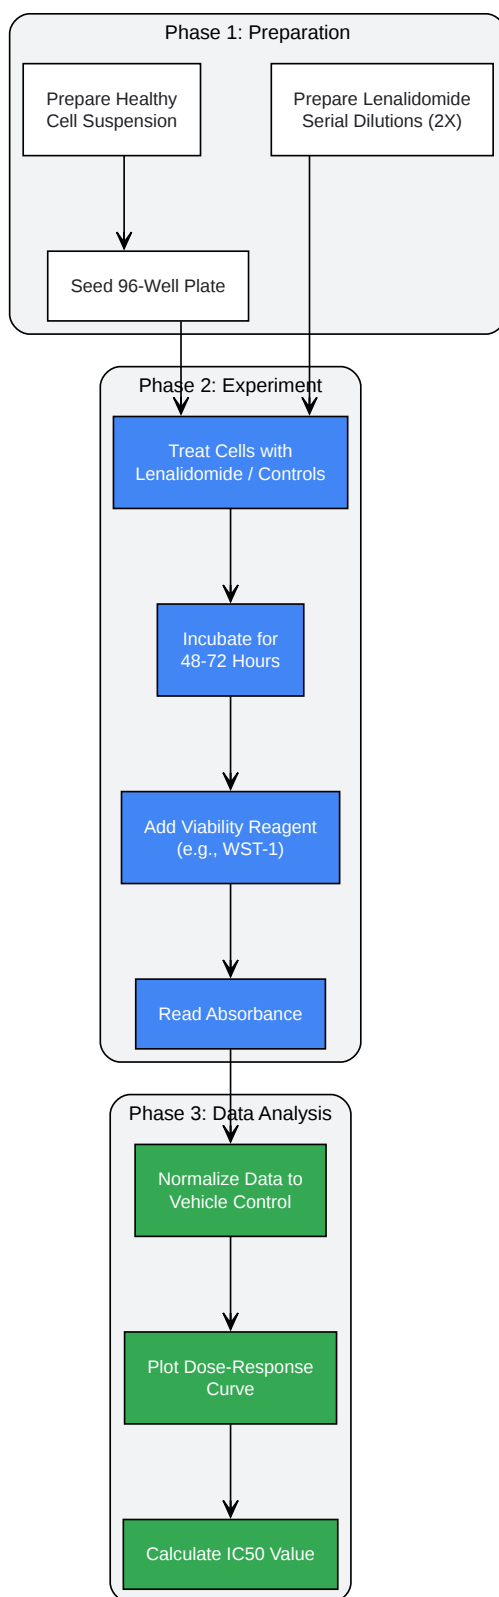 Phase 1: Preparation
Prepare Healthy
Cell Suspension
Prepare Lenalidomide
Serial Dilutions (2X)
Seed 96-Well Plate
Phase 2: Experiment
Treat Cells with
Lenalidomide / Controls
Incubate for
48-72 Hours
Add Viability Reagent
(e.g., WST-1)
Read Absorbance
Phase 3: Data Analysis
Normalize Data to
Vehicle Control
Plot Dose-Response
Curve
Calculate IC50 Value